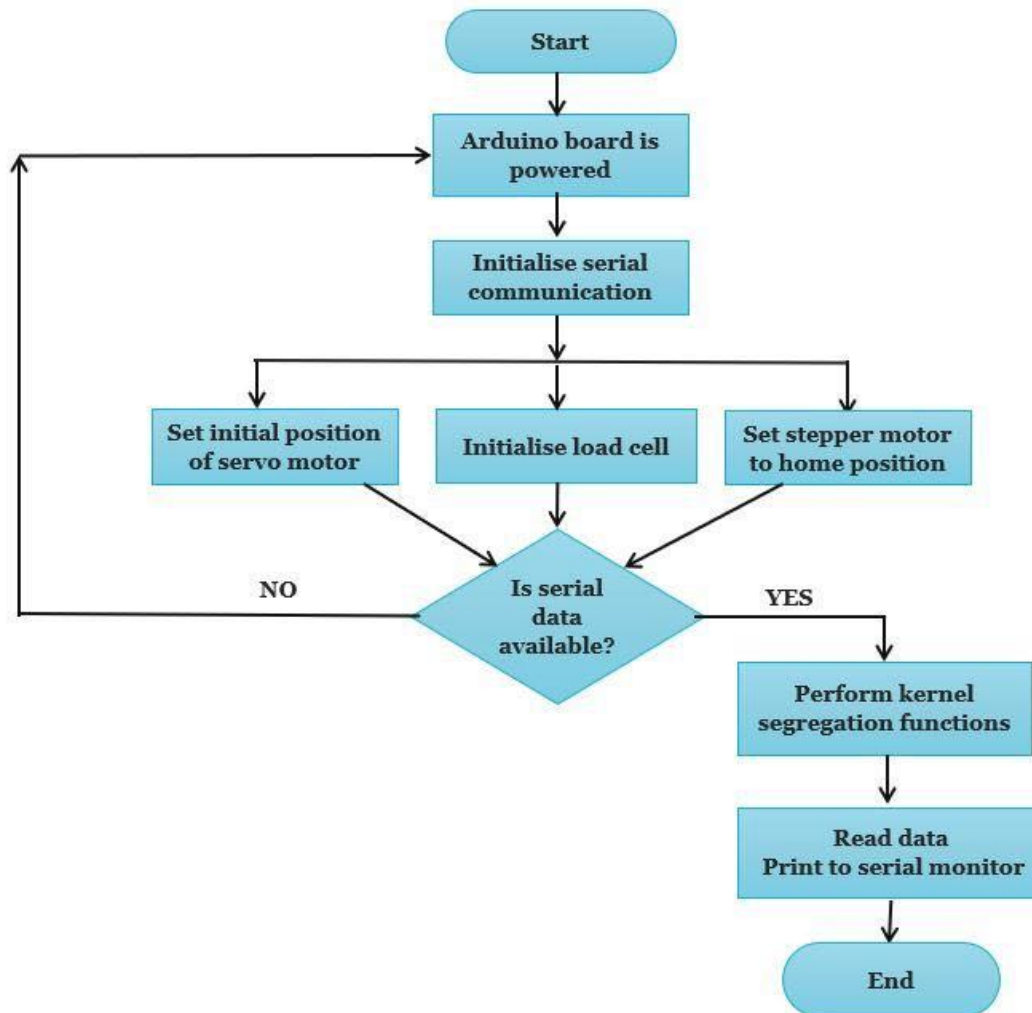 Start
Arduino board is
powered
Initialise serial
communication
Set initial position
of servo motor
Initialise load cell
Set stepper motor
to home position
Is serial
data
available?
NO
YES
Perform kernel
segregation functions
Read data
Print to serial monitor
End